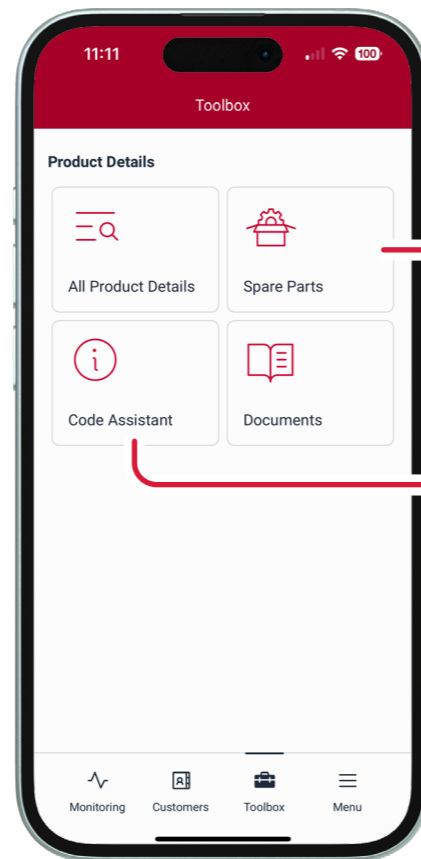 11:11
100
Toolbox
Product Details
All Product Details
Spare Parts
Code Assistant
Documents
Monitoring
Customers
Toolbox
Menu